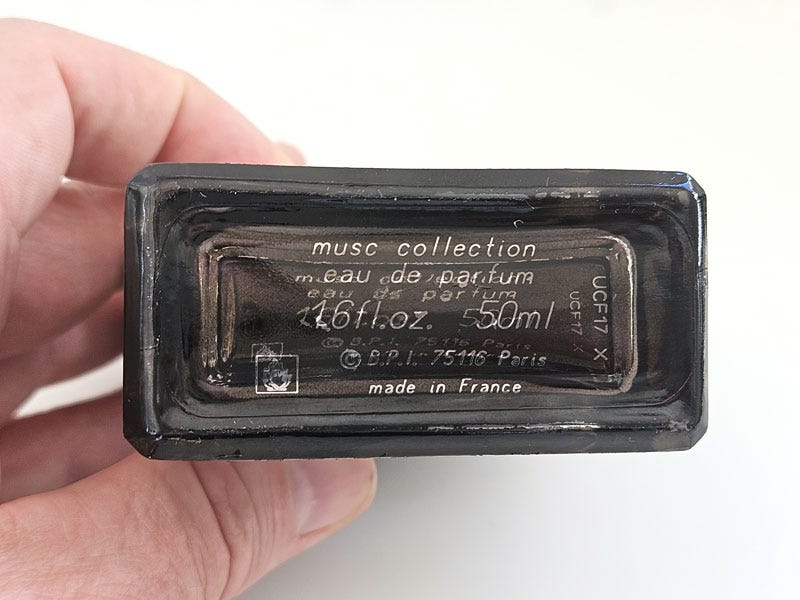 musc collection
eau de parfum
1.6fl.oz. 50ml
© B.P.I. 75116 Paris
made in France
UCF17 X